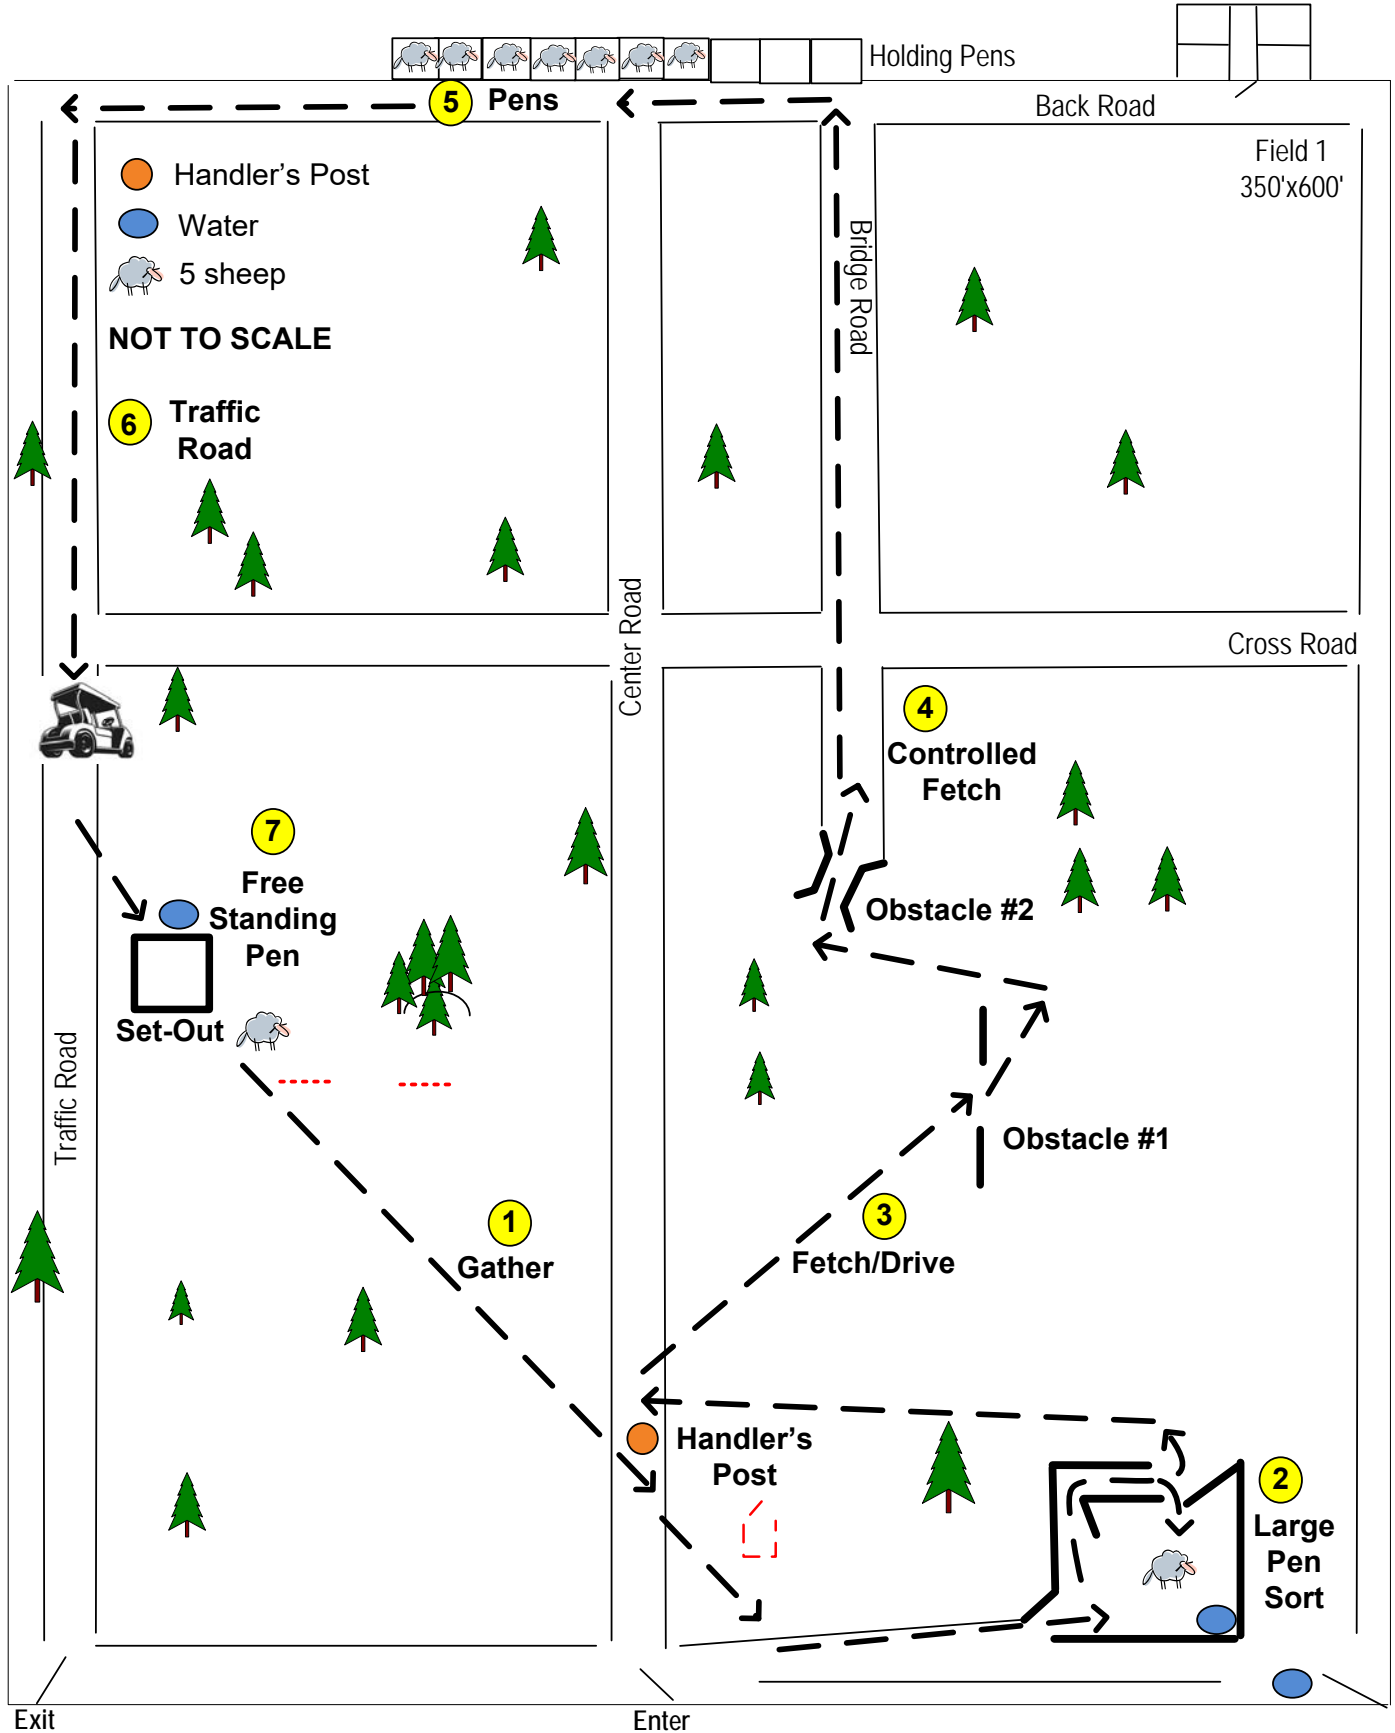 Holding Pens
5
Pens
Back Road
Field 1
350'x600'
Handler's Post
Water
5 sheep
NOT TO SCALE
Bridge Road
6
Traffic
Road
Center Road
Cross Road
4
Controlled
Fetch
7
Free
Standing
Pen
Obstacle #2
Set-Out
Traffic Road
Obstacle #1
1
Gather
3
Fetch/Drive
Handler's
Post
2
Large
Pen
Sort
Exit
Enter